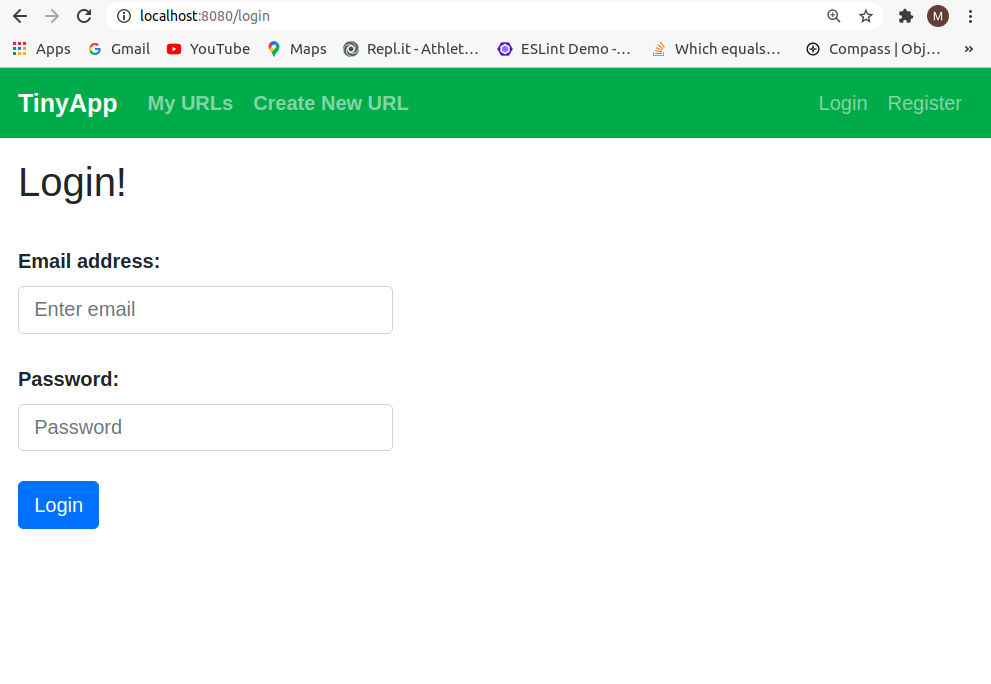 localhost:8080/login
Apps Gmail YouTube Maps Repl.it - Athlet... ESLint Demo -... Which equals... Compass | Obj... »
TinyApp My URLs Create New URL Login Register
Login!
Email address:
Enter email
Password:
Password
Login